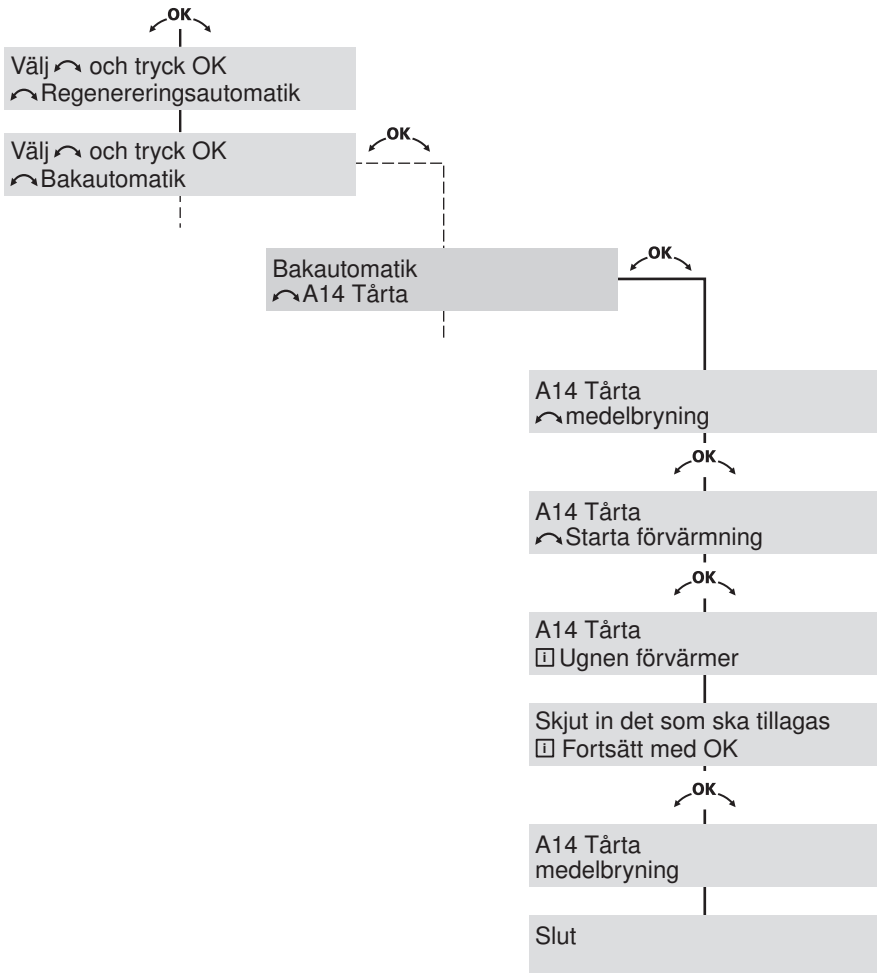 OK
Välj och tryck OK
Regenereringsautomatik
Välj och tryck OK
Bakautomatik
OK
Bakautomatik
A14 Tårta
OK
A14 Tårta
medelbryning
OK
A14 Tårta
Starta förvärmning
OK
A14 Tårta
i Ugnen förvärmer
Skjut in det som ska tillagas
i Fortsätt med OK
OK
A14 Tårta
medelbryning
Slut